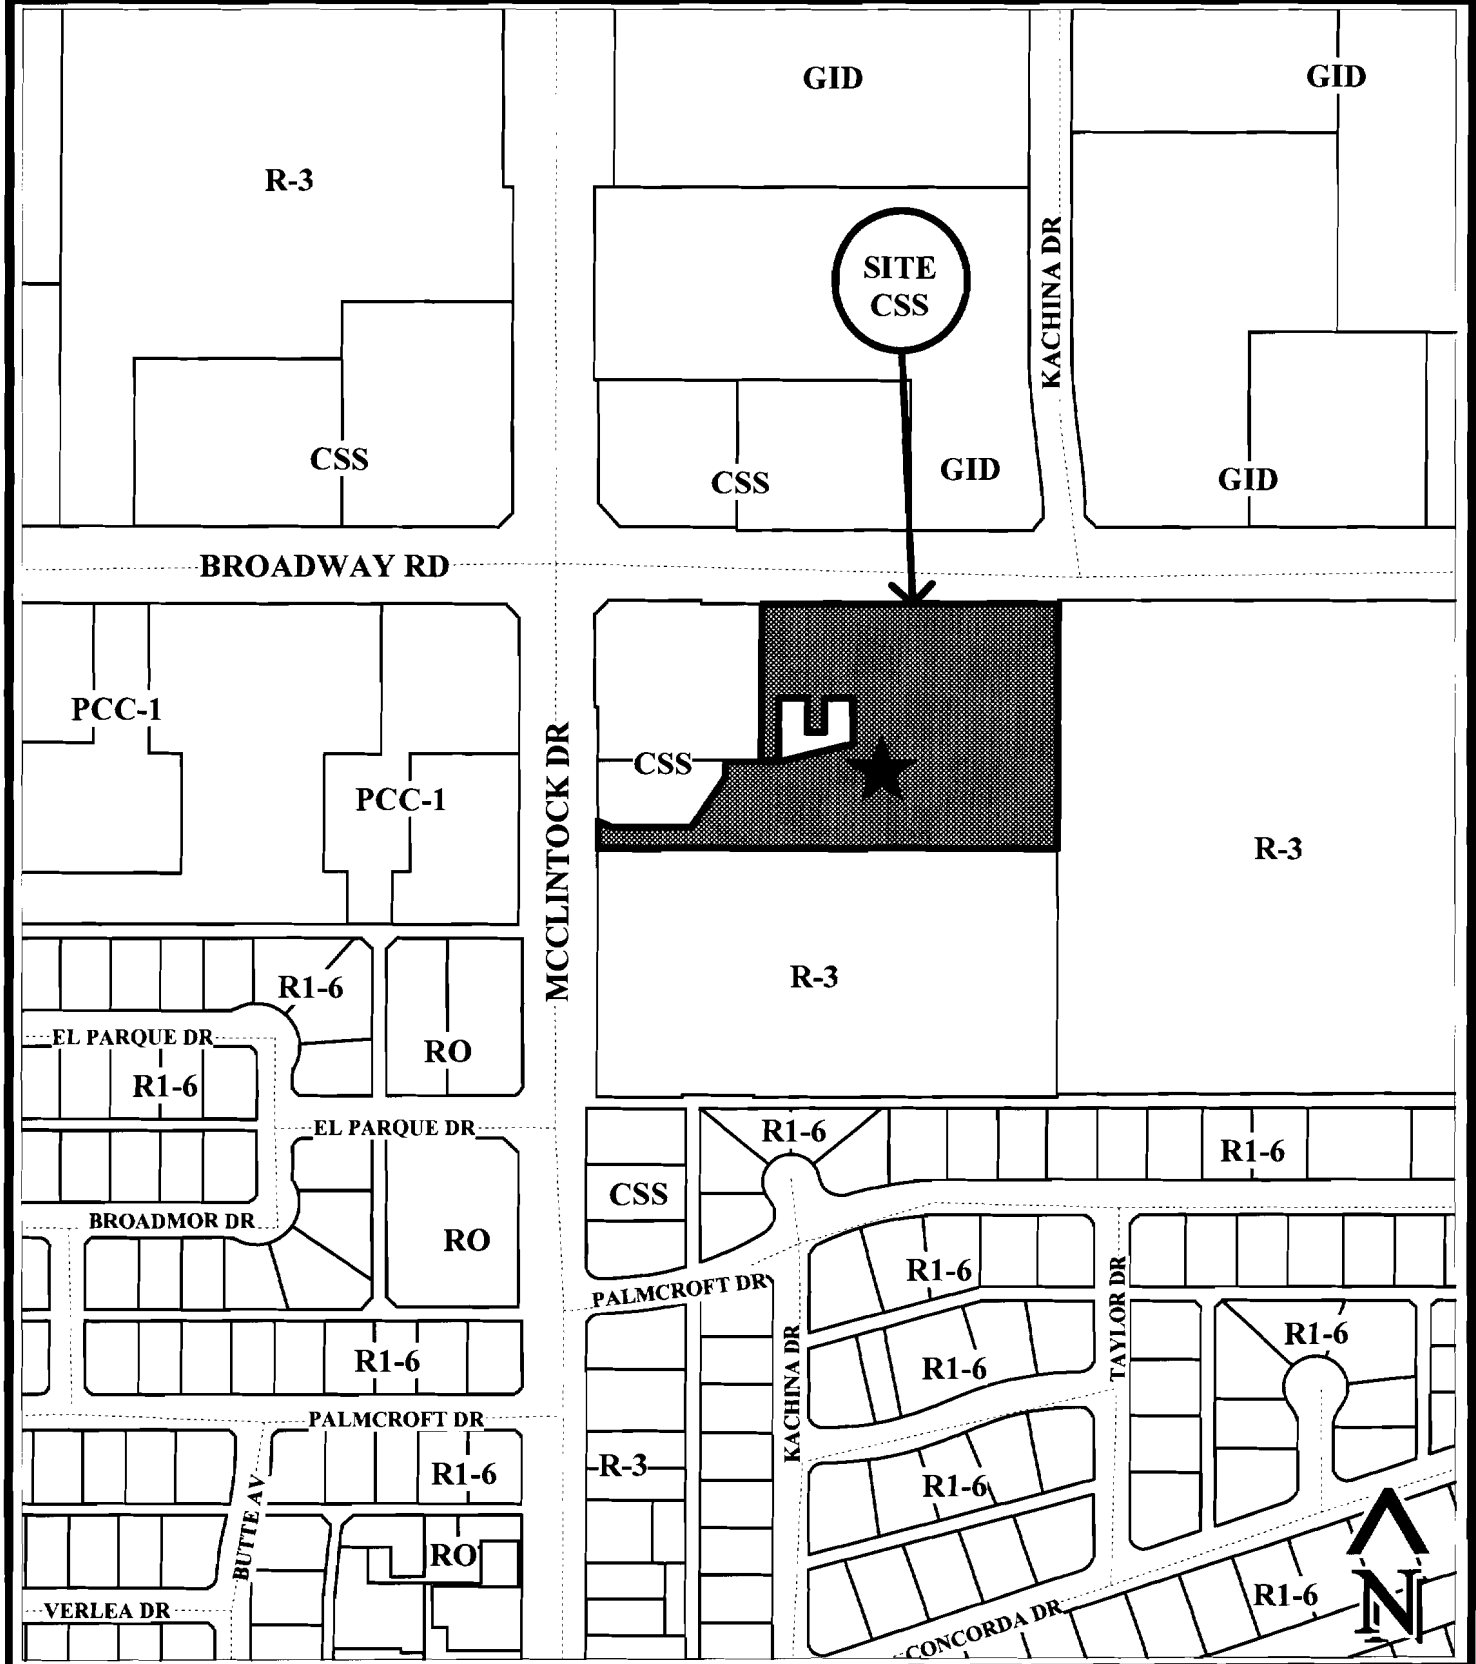 GID
GID
R-3
SITE
CSS
KACHINA DR
CSS
CSS
GID
GID
BROADWAY RD
PCC-1
CSS
PCC-1
MCCLINTOCK DR
R-3
R-3
R1-6
EL PARQUE DR
RO
R1-6
EL PARQUE DR
R1-6
R1-6
CSS
BROADMOR DR
RO
R1-6
PALMCROFT DR
TAYLOR DR
R1-6
R1-6
R1-6
KACHINA DR
PALMCROFT DR
R1-6
R-3
R1-6
BUTTE AV
RO
R1-6
VERLEA DR
CONCORDA DR
N